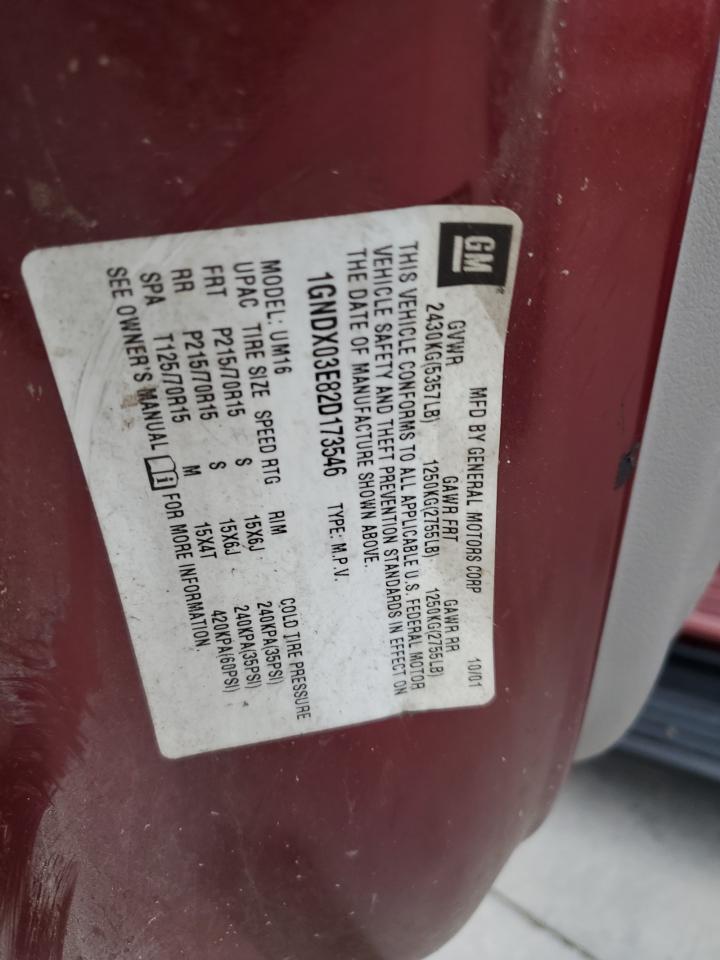 GM
MFD BY GENERAL MOTORS CORP 10/01
GVWR GAWR FRT GAWR RR
2430KG(5357LB) 1250KG(2755LB) 1250KG(2755LB)
THIS VEHICLE CONFORMS TO ALL APPLICABLE U.S. FEDERAL MOTOR
VEHICLE SAFETY AND THEFT PREVENTION STANDARDS IN EFFECT ON
THE DATE OF MANUFACTURE SHOWN ABOVE.
1GNDX03E82D173546 TYPE: M.P.V.
MODEL: UM16
UPAC TIRE SIZE SPEED RTG RIM COLD TIRE PRESSURE
FRT P215/70R15 S 15X6J 240KPA(35PSI)
RR P215/70R15 S 15X6J 240KPA(35PSI)
SPA T125/70R15 M 15X4T 420KPA(60PSI)
SEE OWNER'S MANUAL FOR MORE INFORMATION